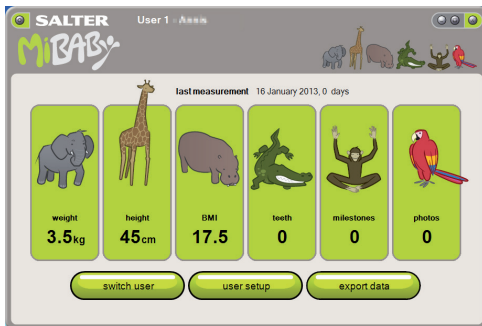 SALTER
User 1 -
MiBABy
last measurement 16 January 2013, 0 days
weight height BMI teeth milestones photos
3.5kg 45cm 17.5 0 0 0
switch user user setup export data